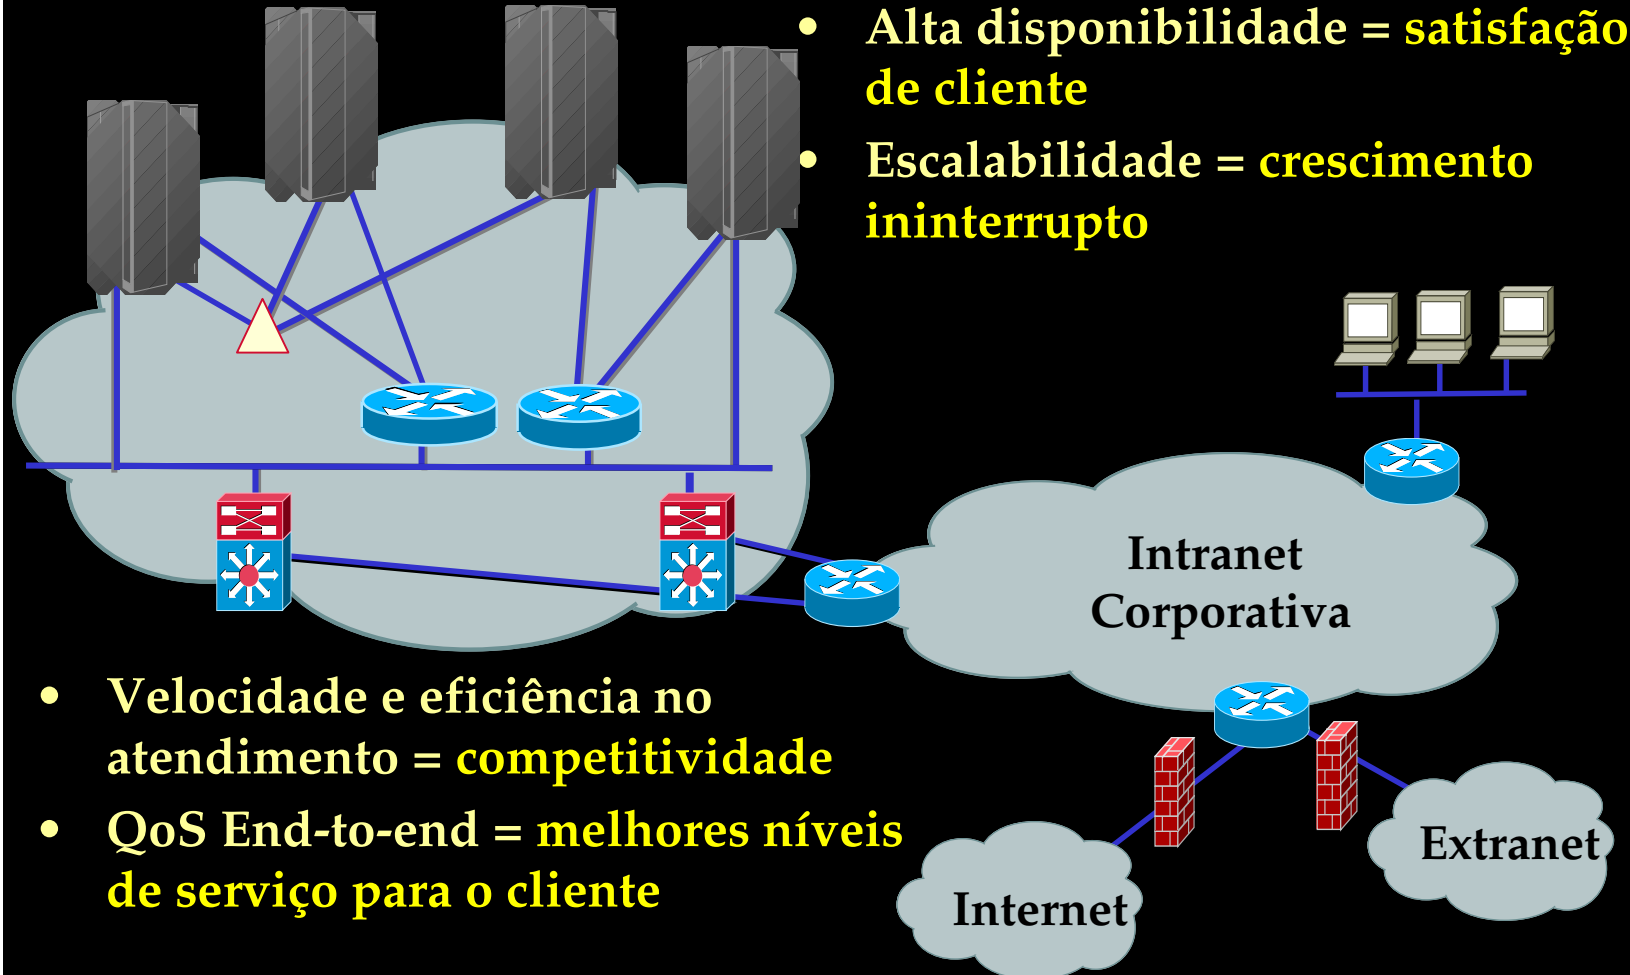 • Alta disponibilidade = satisfação
de cliente
• Escalabilidade = crescimento
ininterrupto
Intranet
Corporativa
• Velocidade e eficiência no
atendimento = competitividade
• QoS End-to-end = melhores níveis
de serviço para o cliente
Extranet
Internet